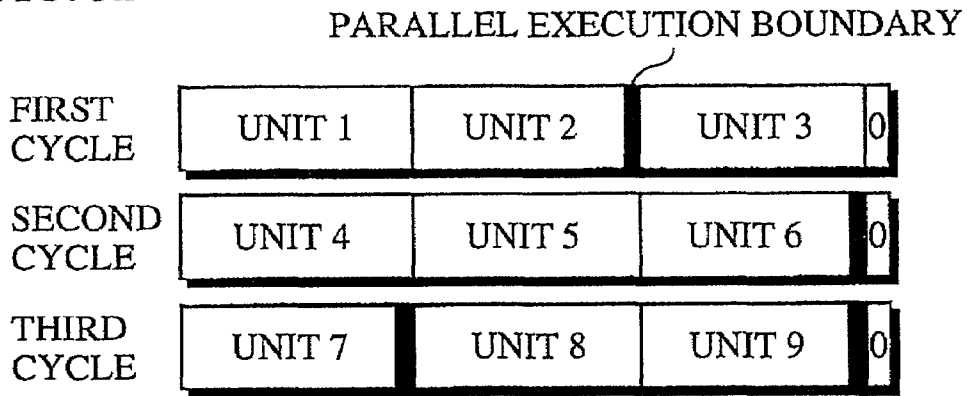 PARALLEL EXECUTION BOUNDARY
FIRST CYCLE UNIT 1 UNIT 2 UNIT 3 0
SECOND CYCLE UNIT 4 UNIT 5 UNIT 6 0
THIRD CYCLE UNIT 7 UNIT 8 UNIT 9 0